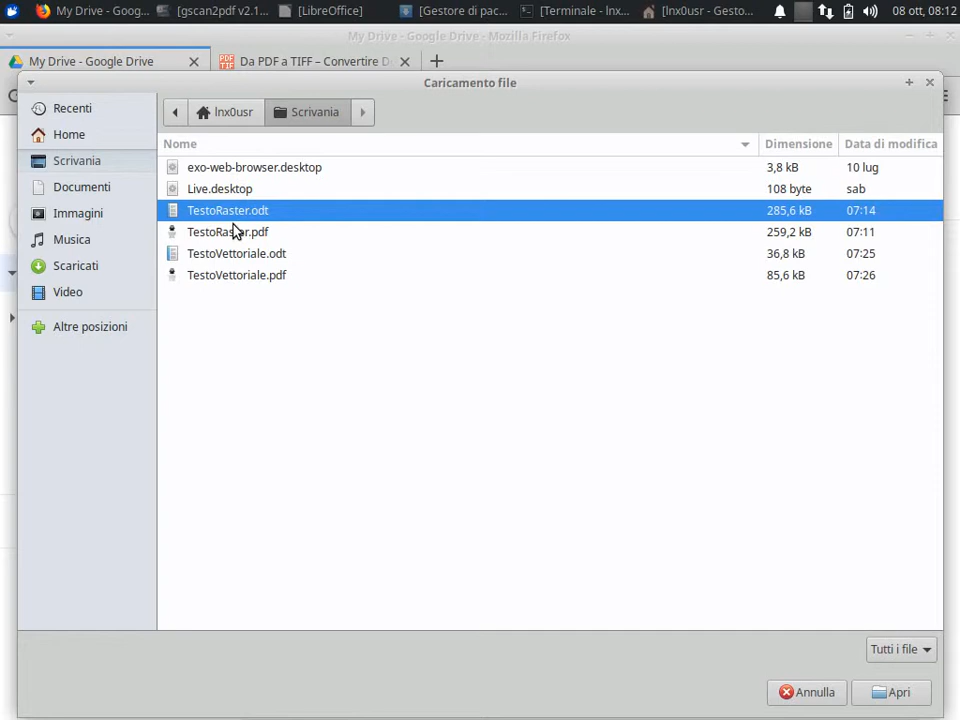 My Drive - Goog...
[gscan2pdf v2.1...
[LibreOffice]
[Gestore di pac...
[Terminale - lnx...
[lnx0usr - Gesto...
08 ott, 08:12
My Drive - Google Drive - Mozilla Firefox
My Drive - Google Drive
Da PDF a TIFF – Convertire D
Caricamento file
Recenti
Home
Scrivania
Documenti
Immagini
Musica
Scaricati
Video
Altre posizioni
lnx0usr
Scrivania
Nome
Dimensione
Data di modifica
exo-web-browser.desktop
3,8 kB
10 lug
Live.desktop
108 byte
sab
TestoRaster.odt
285,6 kB
07:14
TestoRaster.pdf
259,2 kB
07:11
TestoVettoriale.odt
36,8 kB
07:25
TestoVettoriale.pdf
85,6 kB
07:26
Tutti i file
Annulla
Apri